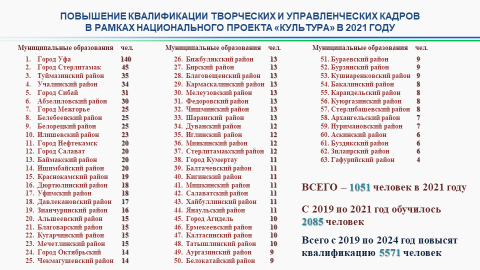 ПОВЫШЕНИЕ КВАЛИФИКАЦИИ ТВОРЧЕСКИХ И УПРАВЛЕНЧЕСКИХ КАДРОВ
В РАМКАХ НАЦИОНАЛЬНОГО ПРОЕКТА «КУЛЬТУРА» В 2021 ГОДУ
Муниципальные образования чел.
1. Город Уфа 140
2. Город Стерлитамак 45
3. Туймазинский район 35
4. Учалинский район 34
5. Город Сибай 31
6. Абзелиловский район 30
7. Город Межгорье 25
8. Белебеевский район 25
9. Белорецкий район 25
10. Илишевский район 23
11. Город Нефтекамск 20
12. Город Салават 20
13. Баймакский район 20
14. Ишимбайский район 20
15. Краснокамский район 19
16. Дюртюлинский район 18
17. Уфимский район 18
18. Давлекановский район 17
19. Зианчуринский район 16
20. Альшеевский район 15
21. Благоварский район 15
22. Кугарчинский район 15
23. Мечетлинский район 15
24. Город Октябрьский 14
25. Чекмагушевский район 14
Муниципальные образования чел.
26. Бижбулякский район 13
27. Бирский район 13
28. Благовещенский район 13
29. Кармаскалинский район 13
30. Мелеузовский район 13
31. Федоровский район 13
32. Чишминский район 13
33. Шаранский район 13
34. Дуванский район 12
35. Иглинский район 12
36. Миякинский район 12
37. Стерлитамакский район 12
38. Город Кумертау 11
39. Балтачевский район 11
40. Кигинский район 11
41. Мишкинский район 11
42. Салаватский район 11
43. Хайбуллинский район 11
44. Янаульский район 11
45. Город Агидель 10
46. Ермекеевский район 10
47. Калтасинский район 10
48. Татышлинский район 10
49. Аургазинский район 9
50. Белокатайский район 9
Муниципальные образования чел.
51. Бураевский район 9
52. Бурзянский район 9
53. Кушнаренковский район 9
54. Бакалинский район 8
55. Караидельский район 8
56. Куюргазинский район 8
57. Стерлибашевский район 8
58. Архангельский район 7
59. Нуримановский район 7
60. Аскинский район 6
61. Буздякский район 6
62. Зилаирский район 6
63. Гафурийский район 4
ВСЕГО – 1051 человек в 2021 году
С 2019 по 2021 год обучилось
2085 человек
Всего с 2019 по 2024 год повысят
квалификацию 5571 человек